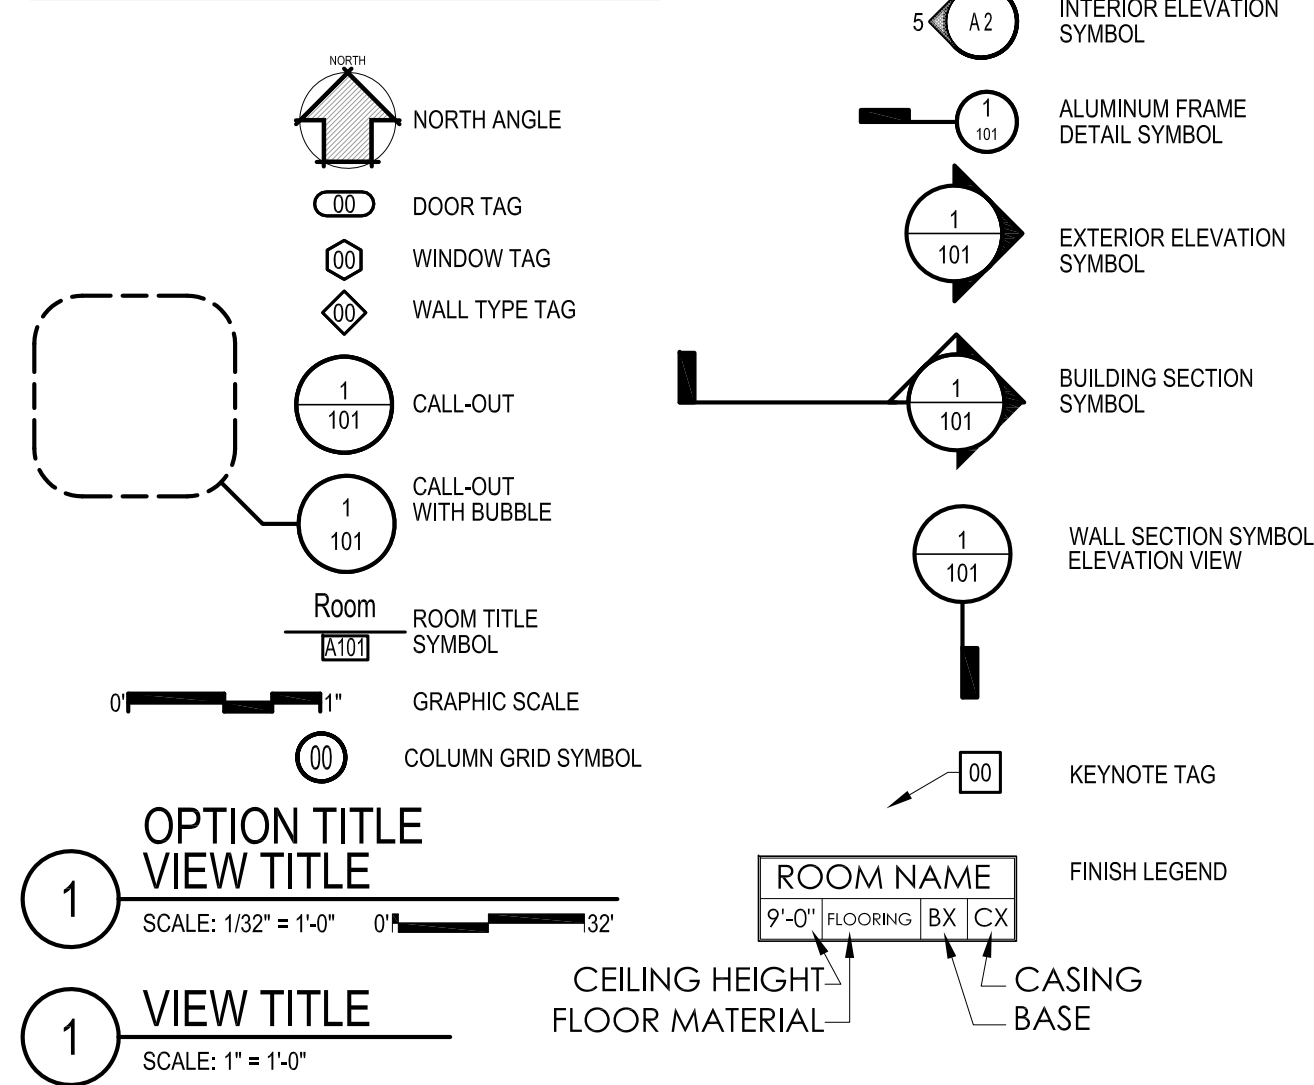 NORTH
NORTH ANGLE
00
DOOR TAG
00
WINDOW TAG
00
WALL TYPE TAG
1
101
CALL-OUT
1
101
CALL-OUT
WITH BUBBLE
Room
A101
ROOM TITLE
SYMBOL
0' 1"
GRAPHIC SCALE
00
COLUMN GRID SYMBOL
1
OPTION TITLE
VIEW TITLE
SCALE: 1/32" = 1'-0" 0' 32'
1
VIEW TITLE
SCALE: 1" = 1'-0"
5 A2
INTERIOR ELEVATION
SYMBOL
1
101
ALUMINUM FRAME
DETAIL SYMBOL
1
101
EXTERIOR ELEVATION
SYMBOL
1
101
BUILDING SECTION
SYMBOL
1
101
WALL SECTION SYMBOL
ELEVATION VIEW
00
KEYNOTE TAG
ROOM NAME
9'-0" FLOORING BX CX
FINISH LEGEND
CEILING HEIGHT
FLOOR MATERIAL
CASING
BASE